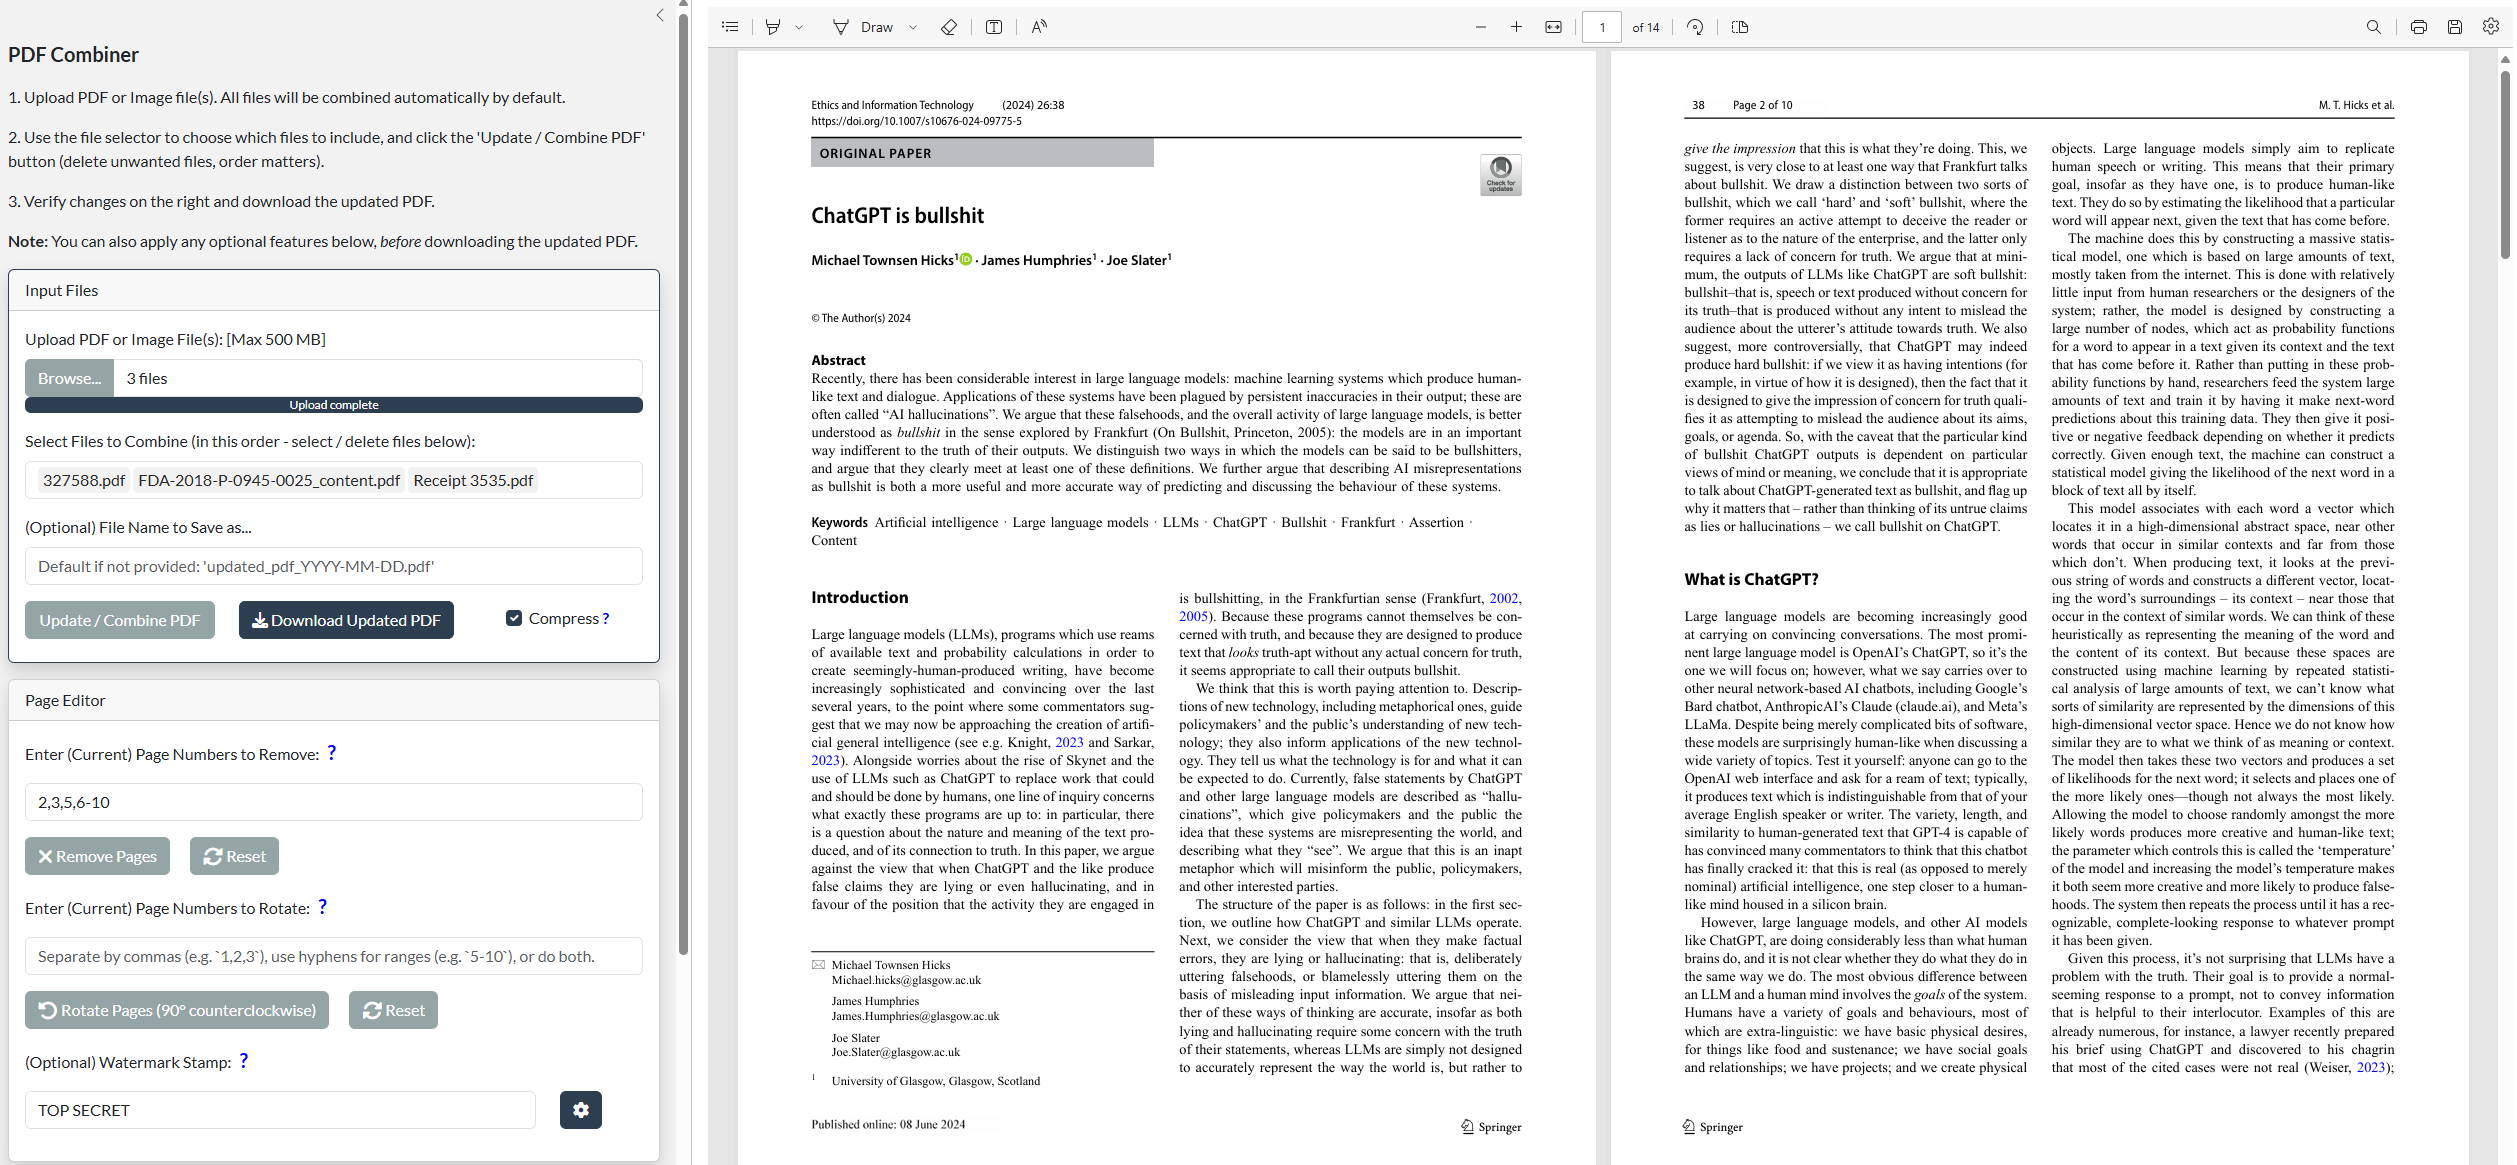 PDF Combiner
1. Upload PDF or Image file(s). All files will be combined automatically by default.
2. Use the file selector to choose which files to include, and click the 'Update / Combine PDF'
button (delete unwanted files, order matters).
3. Verify changes on the right and download the updated PDF.
Note: You can also apply any optional features below, before downloading the updated PDF.
Input Files
Upload PDF or Image File(s): [Max 500 MB]
Browse... 3 files
Upload complete
Select Files to Combine (in this order - select / delete files below):
327588.pdf FDA-2018-P-0945-0025_content.pdf Receipt 3535.pdf
(Optional) File Name to Save as...
Default if not provided: 'updated_pdf_YYYY-MM-DD.pdf'
Update / Combine PDF Download Updated PDF Compress ?
Page Editor
Enter (Current) Page Numbers to Remove: ?
2,3,5,6-10
Remove Pages Reset
Enter (Current) Page Numbers to Rotate: ?
Separate by commas (e.g. `1,2,3`), use hyphens for ranges (e.g. `5-10`), or do both.
Rotate Pages (90° counterclockwise) Reset
(Optional) Watermark Stamp: ?
TOP SECRET
Draw 1 of 14
Ethics and Information Technology (2024) 26:38
https://doi.org/10.1007/s10676-024-09775-5
ORIGINAL PAPER
Check for
updates
ChatGPT is bullshit
Michael Townsen Hicks1 iD · James Humphries1 · Joe Slater1
© The Author(s) 2024
Abstract
Recently, there has been considerable interest in large language models: machine learning systems which produce human-
like text and dialogue. Applications of these systems have been plagued by persistent inaccuracies in their output; these are
often called “AI hallucinations”. We argue that these falsehoods, and the overall activity of large language models, is better
understood as bullshit in the sense explored by Frankfurt (On Bullshit, Princeton, 2005): the models are in an important
way indifferent to the truth of their outputs. We distinguish two ways in which the models can be said to be bullshitters,
and argue that they clearly meet at least one of these definitions. We further argue that describing AI misrepresentations
as bullshit is both a more useful and more accurate way of predicting and discussing the behaviour of these systems.
Keywords Artificial intelligence · Large language models · LLMs · ChatGPT · Bullshit · Frankfurt · Assertion ·
Content
Introduction
Large language models (LLMs), programs which use reams
of available text and probability calculations in order to
create seemingly-human-produced writing, have become
increasingly sophisticated and convincing over the last
several years, to the point where some commentators sug-
gest that we may now be approaching the creation of artifi-
cial general intelligence (see e.g. Knight, 2023 and Sarkar,
2023). Alongside worries about the rise of Skynet and the
use of LLMs such as ChatGPT to replace work that could
and should be done by humans, one line of inquiry concerns
what exactly these programs are up to: in particular, there
is a question about the nature and meaning of the text pro-
duced, and of its connection to truth. In this paper, we argue
against the view that when ChatGPT and the like produce
false claims they are lying or even hallucinating, and in
favour of the position that the activity they are engaged in
Michael Townsen Hicks
Michael.hicks@glasgow.ac.uk
James Humphries
James.Humphries@glasgow.ac.uk
Joe Slater
Joe.Slater@glasgow.ac.uk
1 University of Glasgow, Glasgow, Scotland
is bullshitting, in the Frankfurtian sense (Frankfurt, 2002,
2005). Because these programs cannot themselves be con-
cerned with truth, and because they are designed to produce
text that looks truth-apt without any actual concern for truth,
it seems appropriate to call their outputs bullshit.
We think that this is worth paying attention to. Descrip-
tions of new technology, including metaphorical ones, guide
policymakers’ and the public’s understanding of new tech-
nology; they also inform applications of the new technol-
ogy. They tell us what the technology is for and what it can
be expected to do. Currently, false statements by ChatGPT
and other large language models are described as “hallu-
cinations”, which give policymakers and the public the
idea that these systems are misrepresenting the world, and
describing what they “see”. We argue that this is an inapt
metaphor which will misinform the public, policymakers,
and other interested parties.
The structure of the paper is as follows: in the first sec-
tion, we outline how ChatGPT and similar LLMs operate.
Next, we consider the view that when they make factual
errors, they are lying or hallucinating: that is, deliberately
uttering falsehoods, or blamelessly uttering them on the
basis of misleading input information. We argue that nei-
ther of these ways of thinking are accurate, insofar as both
lying and hallucinating require some concern with the truth
of their statements, whereas LLMs are simply not designed
to accurately represent the way the world is, but rather to
Published online: 08 June 2024
Springer
38 Page 2 of 10 M. T. Hicks et al.
give the impression that this is what they’re doing. This, we
suggest, is very close to at least one way that Frankfurt talks
about bullshit. We draw a distinction between two sorts of
bullshit, which we call ‘hard’ and ‘soft’ bullshit, where the
former requires an active attempt to deceive the reader or
listener as to the nature of the enterprise, and the latter only
requires a lack of concern for truth. We argue that at mini-
mum, the outputs of LLMs like ChatGPT are soft bullshit:
bullshit–that is, speech or text produced without concern for
its truth–that is produced without any intent to mislead the
audience about the utterer’s attitude towards truth. We also
suggest, more controversially, that ChatGPT may indeed
produce hard bullshit: if we view it as having intentions (for
example, in virtue of how it is designed), then the fact that it
is designed to give the impression of concern for truth quali-
fies it as attempting to mislead the audience about its aims,
goals, or agenda. So, with the caveat that the particular kind
of bullshit ChatGPT outputs is dependent on particular
views of mind or meaning, we conclude that it is appropriate
to talk about ChatGPT-generated text as bullshit, and flag up
why it matters that – rather than thinking of its untrue claims
as lies or hallucinations – we call bullshit on ChatGPT.
What is ChatGPT?
Large language models are becoming increasingly good
at carrying on convincing conversations. The most promi-
nent large language model is OpenAI’s ChatGPT, so it’s the
one we will focus on; however, what we say carries over to
other neural network-based AI chatbots, including Google’s
Bard chatbot, AnthropicAI’s Claude (claude.ai), and Meta’s
LLaMa. Despite being merely complicated bits of software,
these models are surprisingly human-like when discussing a
wide variety of topics. Test it yourself: anyone can go to the
OpenAI web interface and ask for a ream of text; typically,
it produces text which is indistinguishable from that of your
average English speaker or writer. The variety, length, and
similarity to human-generated text that GPT-4 is capable of
has convinced many commentators to think that this chatbot
has finally cracked it: that this is real (as opposed to merely
nominal) artificial intelligence, one step closer to a human-
like mind housed in a silicon brain.
However, large language models, and other AI models
like ChatGPT, are doing considerably less than what human
brains do, and it is not clear whether they do what they do in
the same way we do. The most obvious difference between
an LLM and a human mind involves the goals of the system.
Humans have a variety of goals and behaviours, most of
which are extra-linguistic: we have basic physical desires,
for things like food and sustenance; we have social goals
and relationships; we have projects; and we create physical
objects. Large language models simply aim to replicate
human speech or writing. This means that their primary
goal, insofar as they have one, is to produce human-like
text. They do so by estimating the likelihood that a particular
word will appear next, given the text that has come before.
The machine does this by constructing a massive statis-
tical model, one which is based on large amounts of text,
mostly taken from the internet. This is done with relatively
little input from human researchers or the designers of the
system; rather, the model is designed by constructing a
large number of nodes, which act as probability functions
for a word to appear in a text given its context and the text
that has come before it. Rather than putting in these prob-
ability functions by hand, researchers feed the system large
amounts of text and train it by having it make next-word
predictions about this training data. They then give it posi-
tive or negative feedback depending on whether it predicts
correctly. Given enough text, the machine can construct a
statistical model giving the likelihood of the next word in a
block of text all by itself.
This model associates with each word a vector which
locates it in a high-dimensional abstract space, near other
words that occur in similar contexts and far from those
which don’t. When producing text, it looks at the previ-
ous string of words and constructs a different vector, locat-
ing the word’s surroundings – its context – near those that
occur in the context of similar words. We can think of these
heuristically as representing the meaning of the word and
the content of its context. But because these spaces are
constructed using machine learning by repeated statisti-
cal analysis of large amounts of text, we can’t know what
sorts of similarity are represented by the dimensions of this
high-dimensional vector space. Hence we do not know how
similar they are to what we think of as meaning or context.
The model then takes these two vectors and produces a set
of likelihoods for the next word; it selects and places one of
the more likely ones—though not always the most likely.
Allowing the model to choose randomly amongst the more
likely words produces more creative and human-like text;
the parameter which controls this is called the ‘temperature’
of the model and increasing the model’s temperature makes
it both seem more creative and more likely to produce false-
hoods. The system then repeats the process until it has a rec-
ognizable, complete-looking response to whatever prompt
it has been given.
Given this process, it’s not surprising that LLMs have a
problem with the truth. Their goal is to provide a normal-
seeming response to a prompt, not to convey information
that is helpful to their interlocutor. Examples of this are
already numerous, for instance, a lawyer recently prepared
his brief using ChatGPT and discovered to his chagrin
that most of the cited cases were not real (Weiser, 2023);
Springer